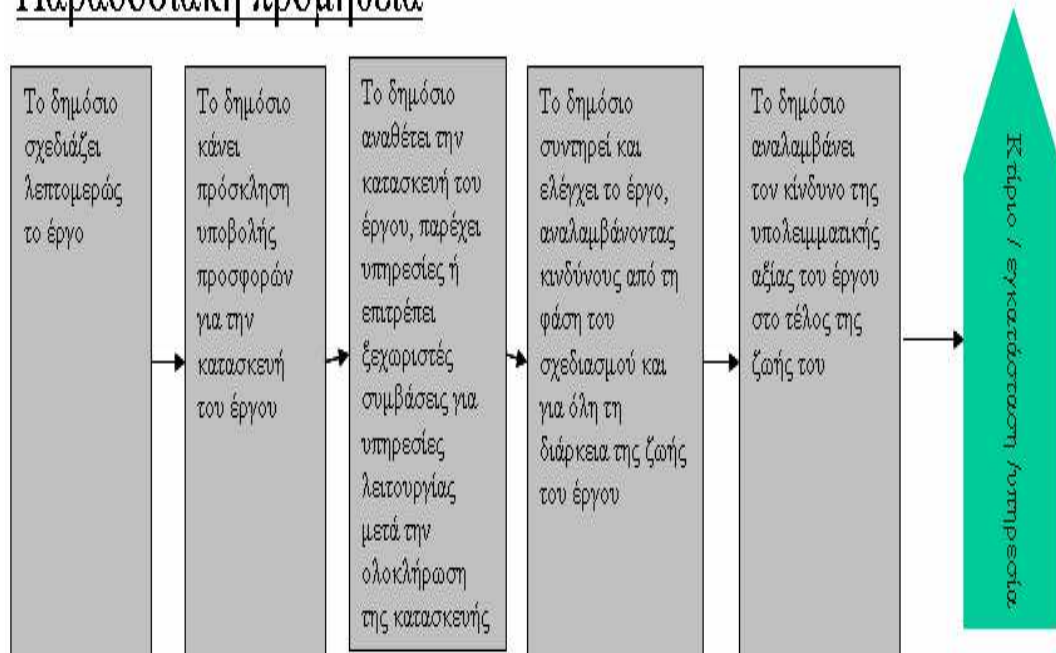 Παραδοσιακή προμήθεια
Το δημόσιο
σχεδιάζει
λεπτομερώς
το έργο
Το δημόσιο
κάνει
πρόσκληση
υποβολής
προσφορών
για την
κατασκευή
του έργου
Το δημόσιο
αναθέτει την
κατασκευή του
έργου, παρέχει
υπηρεσίες ή
επιτρέπει
ξεχωριστές
συμβάσεις για
υπηρεσίες
λειτουργίας
μετά την
ολοκλήρωση
της κατασκευής
Το δημόσιο
συντηρεί και
ελέγχει το έργο,
αναλαμβάνοντας
κινδύνους από τη
φάση του
σχεδιασμού και
για όλη τη
διάρκεια της ζωής
του έργου
Το δημόσιο
αναλαμβάνει
τον κίνδυνο της
υπολειμματικής
αξίας του έργου
στο τέλος της
ζωής του
Κτίριο / εγκατάσταση /υπηρεσία